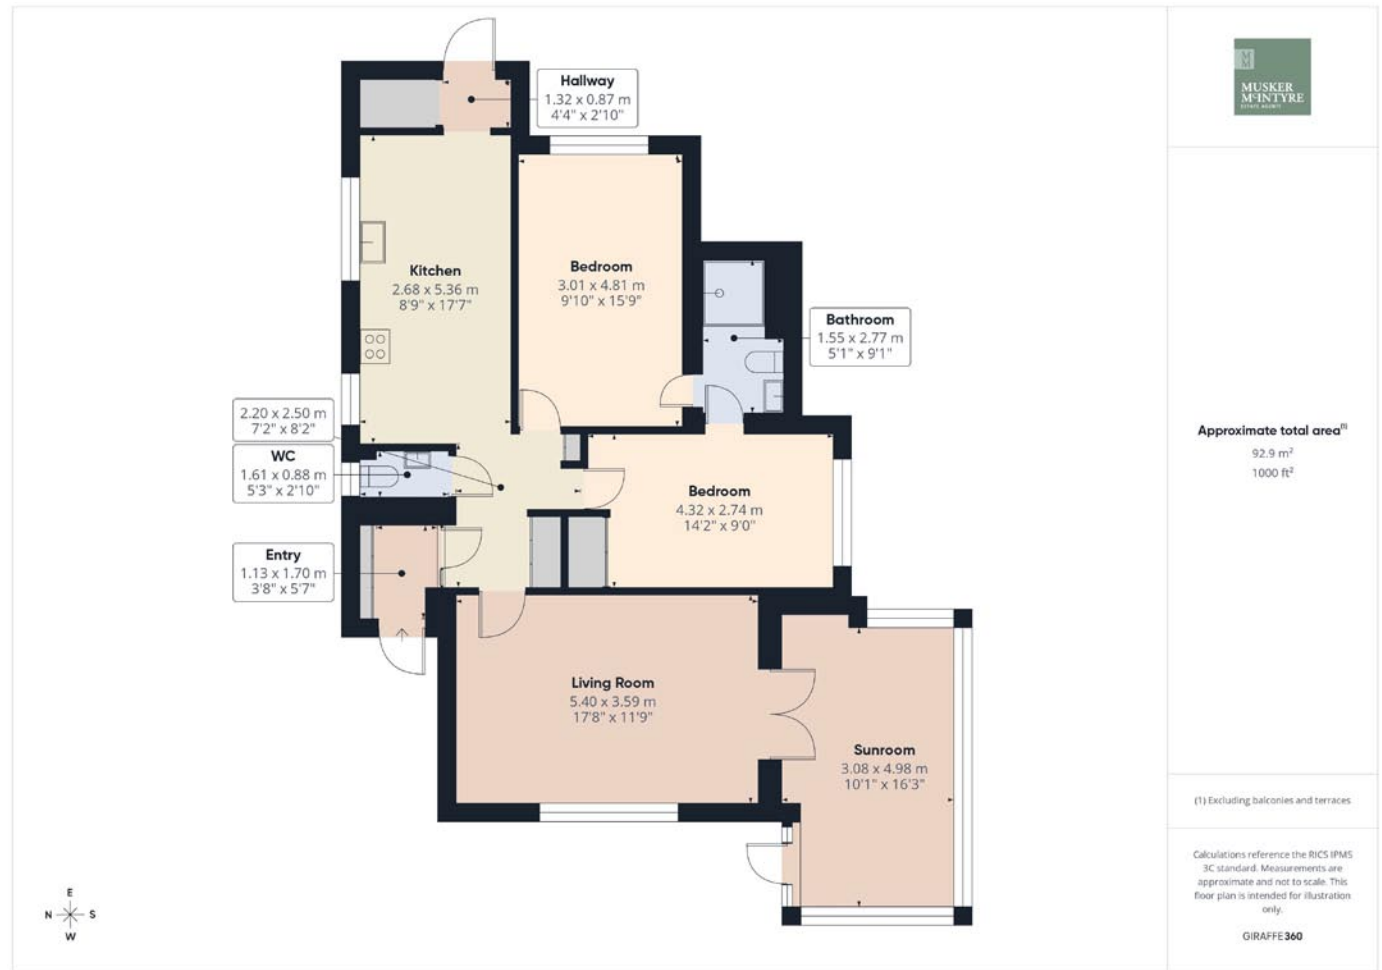 Hallway
1.32 x 0.87 m
4'4" x 2'10"
Kitchen
2.68 x 5.36 m
8'9" x 17'7"
Bedroom
3.01 x 4.81 m
9'10" x 15'9"
Bathroom
1.55 x 2.77 m
5'1" x 9'1"
2.20 x 2.50 m
7'2" x 8'2"
WC
1.61 x 0.88 m
5'3" x 2'10"
Bedroom
4.32 x 2.74 m
14'2" x 9'0"
Entry
1.13 x 1.70 m
3'8" x 5'7"
Living Room
5.40 x 3.59 m
17'8" x 11'9"
Sunroom
3.08 x 4.98 m
10'1" x 16'3"
E
N S
W
MM
MUSKER
McINTYRE
ESTATE AGENTS
Approximate total area(1)
92.9 m²
1000 ft²
(1) Excluding balconies and terraces
Calculations reference the RICS IPMS
3C standard. Measurements are
approximate and not to scale. This
floor plan is intended for illustration
only.
GIRAFFE360